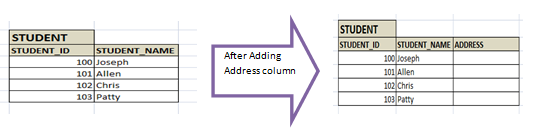 STUDENT
STUDENT_ID STUDENT_NAME
100 Joseph
101 Allen
102 Chris
103 Patty
After Adding
Address column
STUDENT
STUDENT_ID STUDENT_NAME ADDRESS
100 Joseph
101 Allen
102 Chris
103 Patty